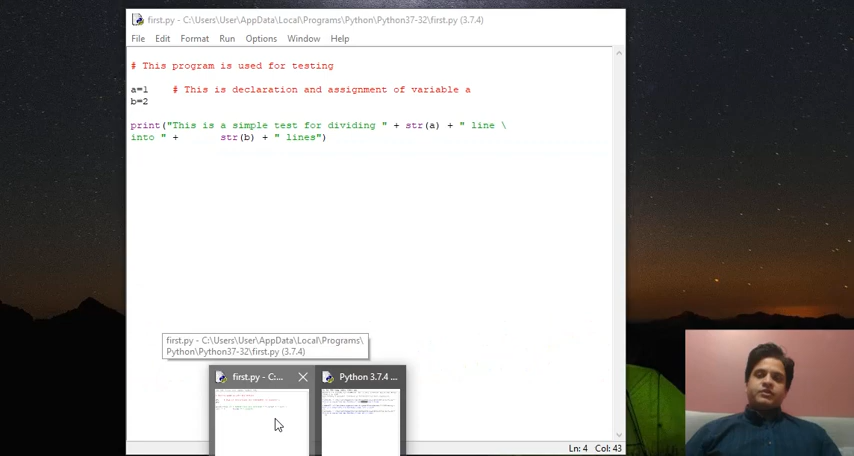 first.py - C:\Users\User\AppData\Local\Programs\Python\Python37-32\first.py (3.7.4)
File Edit Format Run Options Window Help
# This program is used for testing
a=1 # This is declaration and assignment of variable a
b=2
print("This is a simple test for dividing " + str(a) + " line \
into " + str(b) + " lines")
first.py - C:\Users\User\AppData\Local\Programs\
Python\Python37-32\first.py (3.7.4)
first.py - C:... Python 3.7.4 ...
Ln: 4 Col: 43